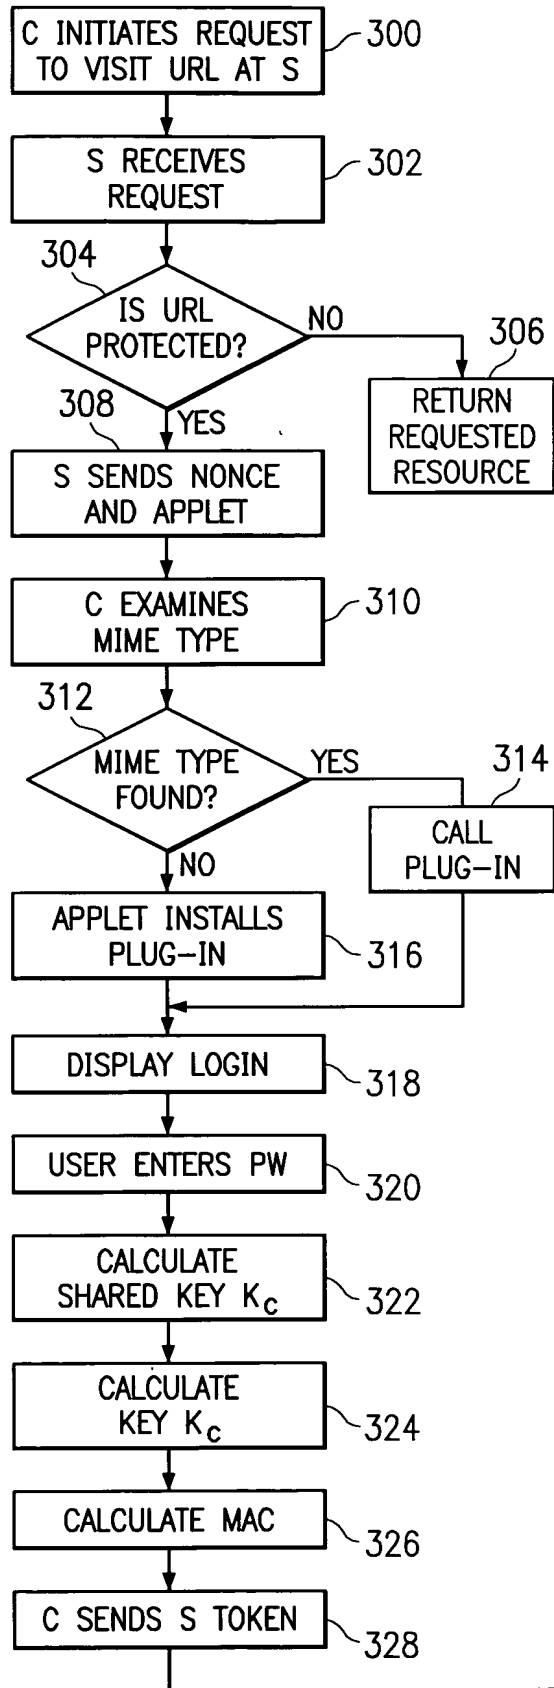 C INITIATES REQUEST
TO VISIT URL AT S
300
S RECEIVES
REQUEST
302
304
IS URL
PROTECTED?
NO
306
RETURN
REQUESTED
RESOURCE
308
YES
S SENDS NONCE
AND APPLET
C EXAMINES
MIME TYPE
310
312
MIME TYPE
FOUND?
YES
314
CALL
PLUG-IN
NO
APPLET INSTALLS
PLUG-IN
316
DISPLAY LOGIN
318
USER ENTERS PW
320
CALCULATE
SHARED KEY Kc
322
CALCULATE
KEY Kc
324
CALCULATE MAC
326
C SENDS S TOKEN
328